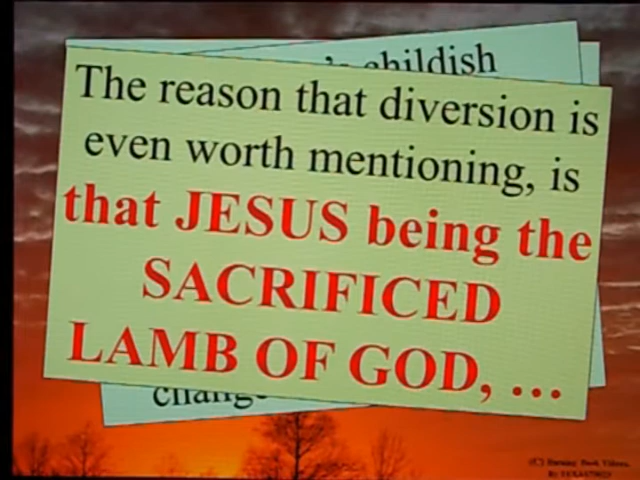 childish
The reason that diversion is
even worth mentioning, is
that JESUS being the
SACRIFICED
LAMB OF GOD, ...